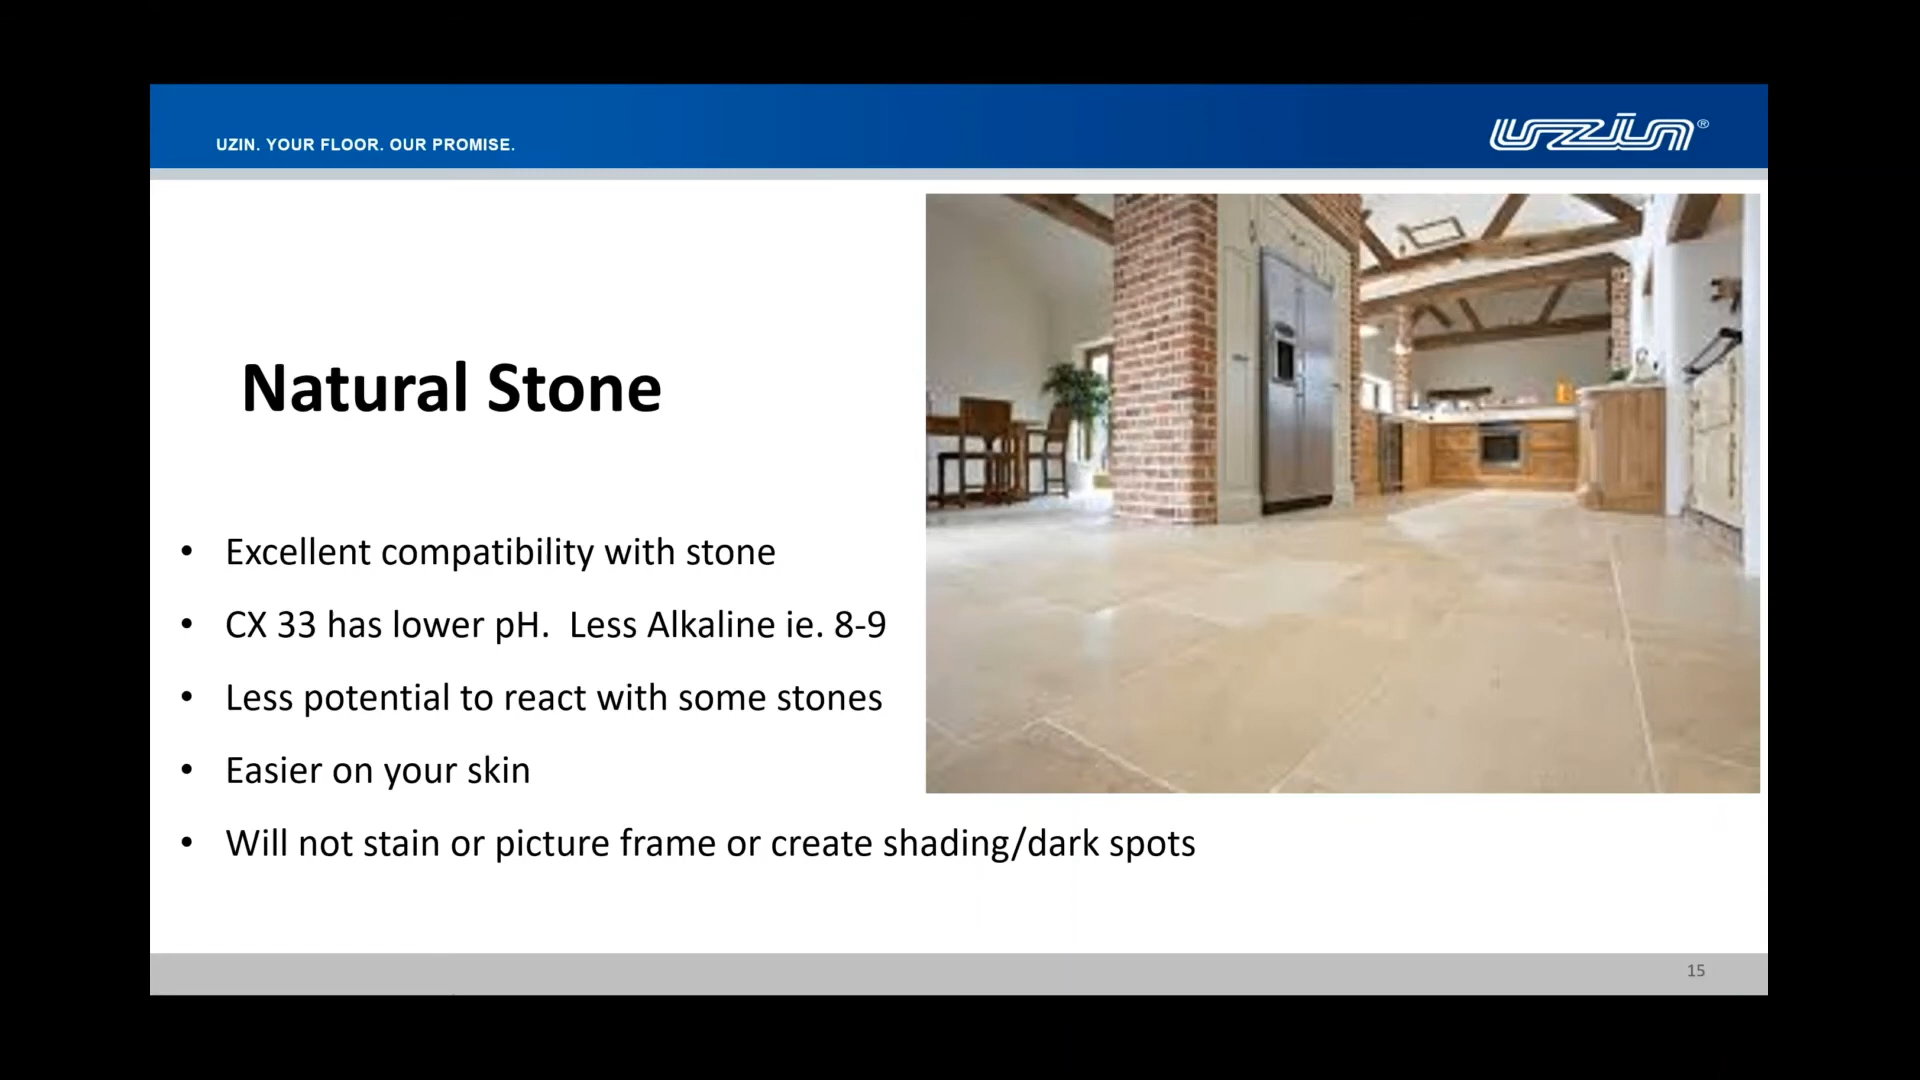 UZIN. YOUR FLOOR. OUR PROMISE.
uzin®
Natural Stone
• Excellent compatibility with stone
• CX 33 has lower pH.  Less Alkaline ie. 8-9
• Less potential to react with some stones
• Easier on your skin
• Will not stain or picture frame or create shading/dark spots
15